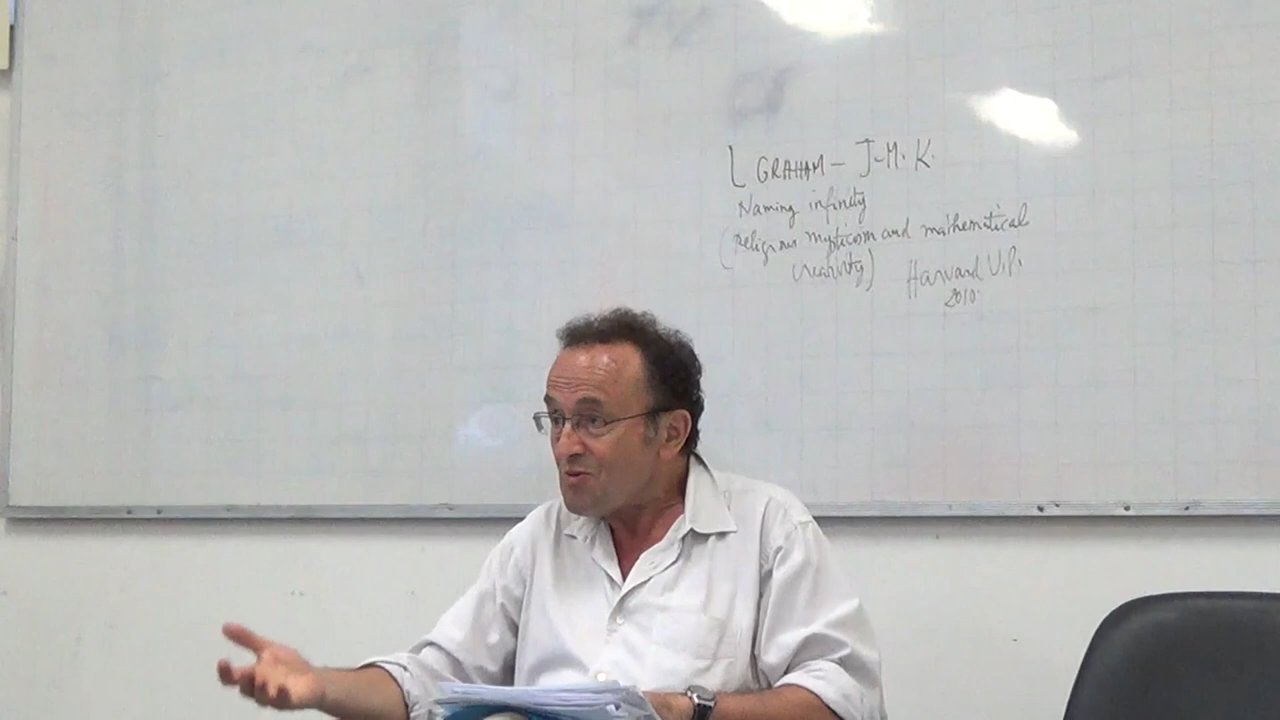 L GRAHAM – J-M. K.
Naming infinity
(Religious mysticism and mathematical
creativity) Harvard U.P.
2010.